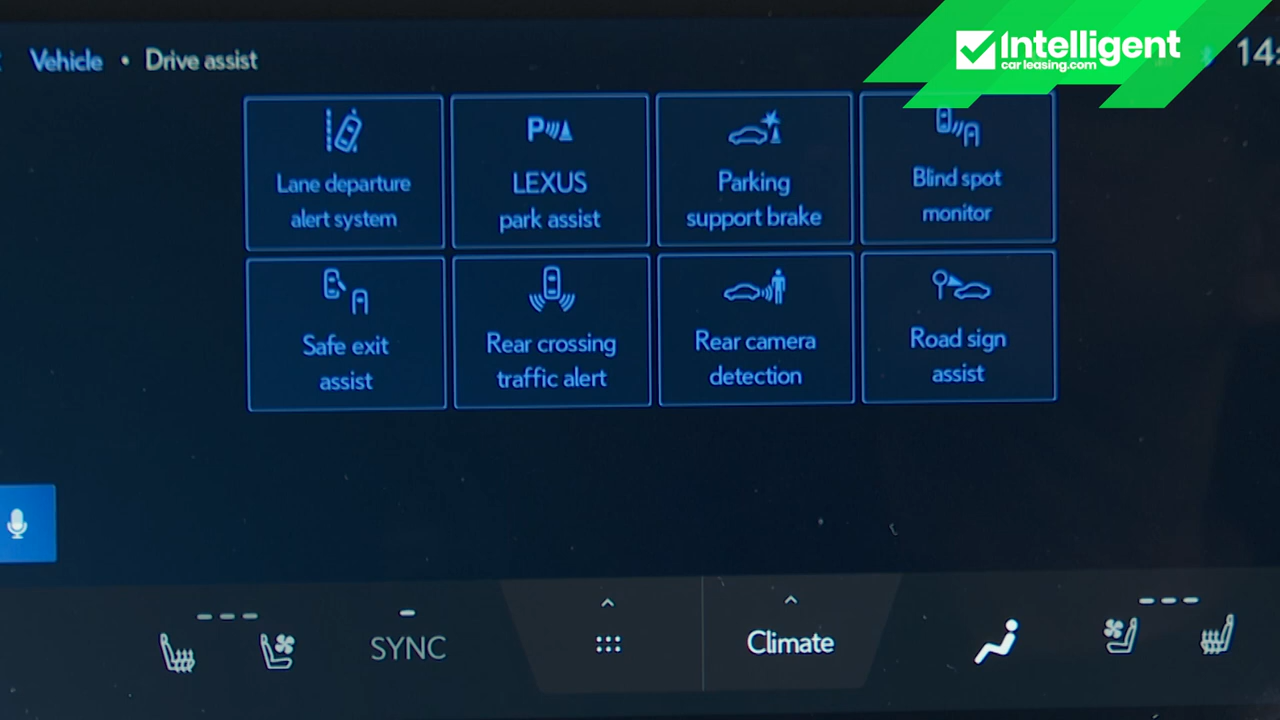 Vehicle • Drive assist
Intelligent
carleasing.com
14:
Lane departure
alert system
P
LEXUS
park assist
Parking
support brake
Blind spot
monitor
Safe exit
assist
Rear crossing
traffic alert
Rear camera
detection
Road sign
assist
SYNC
Climate